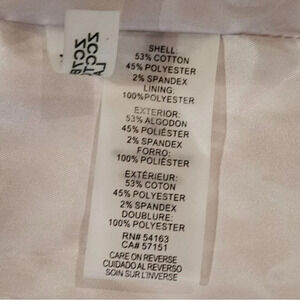 SHELL:
53% COTTON
45% POLYESTER
2% SPANDEX
LINING:
100%POLYESTER
EXTERIOR:
53% ALGODON
45% POLIÉSTER
2% SPANDEX
FORRO:
100% POLIÉSTER
EXTÉRIEUR:
53% COTON
45% POLYESTER
2% SPANDEX
DOUBLURE:
100% POLYESTER
RN# 54163
CA# 57151
CARE ON REVERSE
CUIDADO AL REVERSO
SOIN SUR L'INVERSE